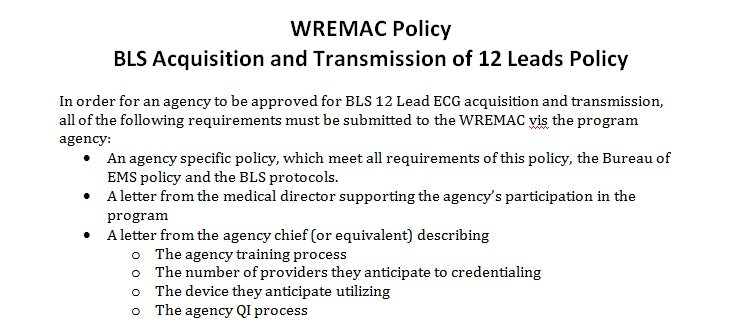 WREMAC Policy
BLS Acquisition and Transmission of 12 Leads Policy
In order for an agency to be approved for BLS 12 Lead ECG acquisition and transmission,
all of the following requirements must be submitted to the WREMAC vis the program
agency:
• An agency specific policy, which meet all requirements of this policy, the Bureau of
EMS policy and the BLS protocols.
• A letter from the medical director supporting the agency's participation in the
program
• A letter from the agency chief (or equivalent) describing
o The agency training process
o The number of providers they anticipate to credentialing
o The device they anticipate utilizing
o The agency QI process